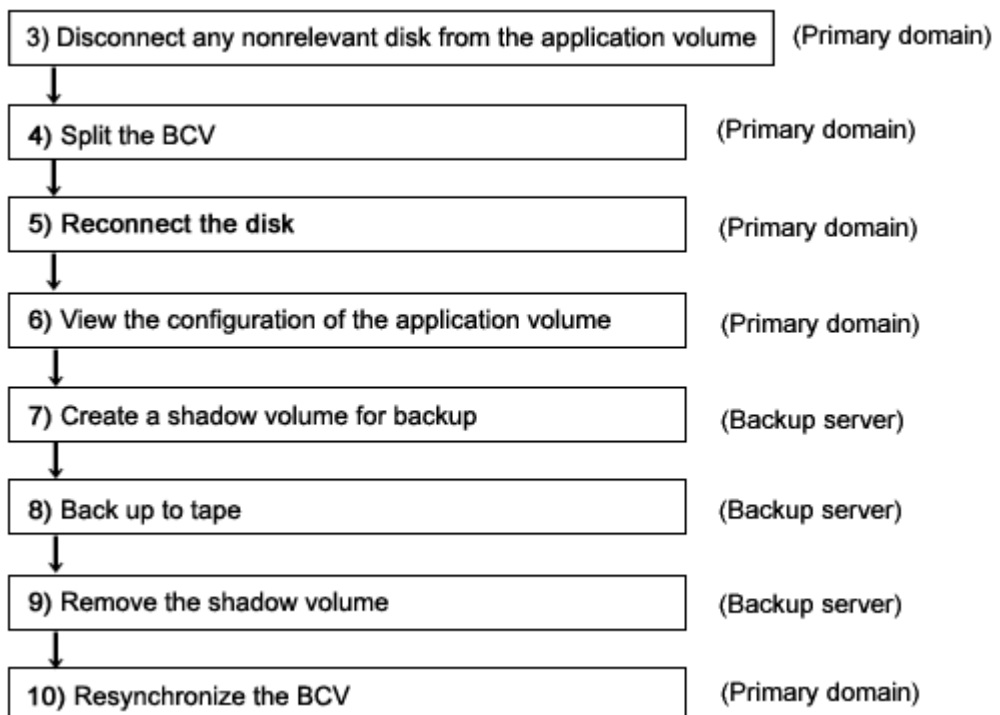 3) Disconnect any nonrelevant disk from the application volume (Primary domain)
4) Split the BCV (Primary domain)
5) Reconnect the disk (Primary domain)
6) View the configuration of the application volume (Primary domain)
7) Create a shadow volume for backup (Backup server)
8) Back up to tape (Backup server)
9) Remove the shadow volume (Backup server)
10) Resynchronize the BCV (Primary domain)